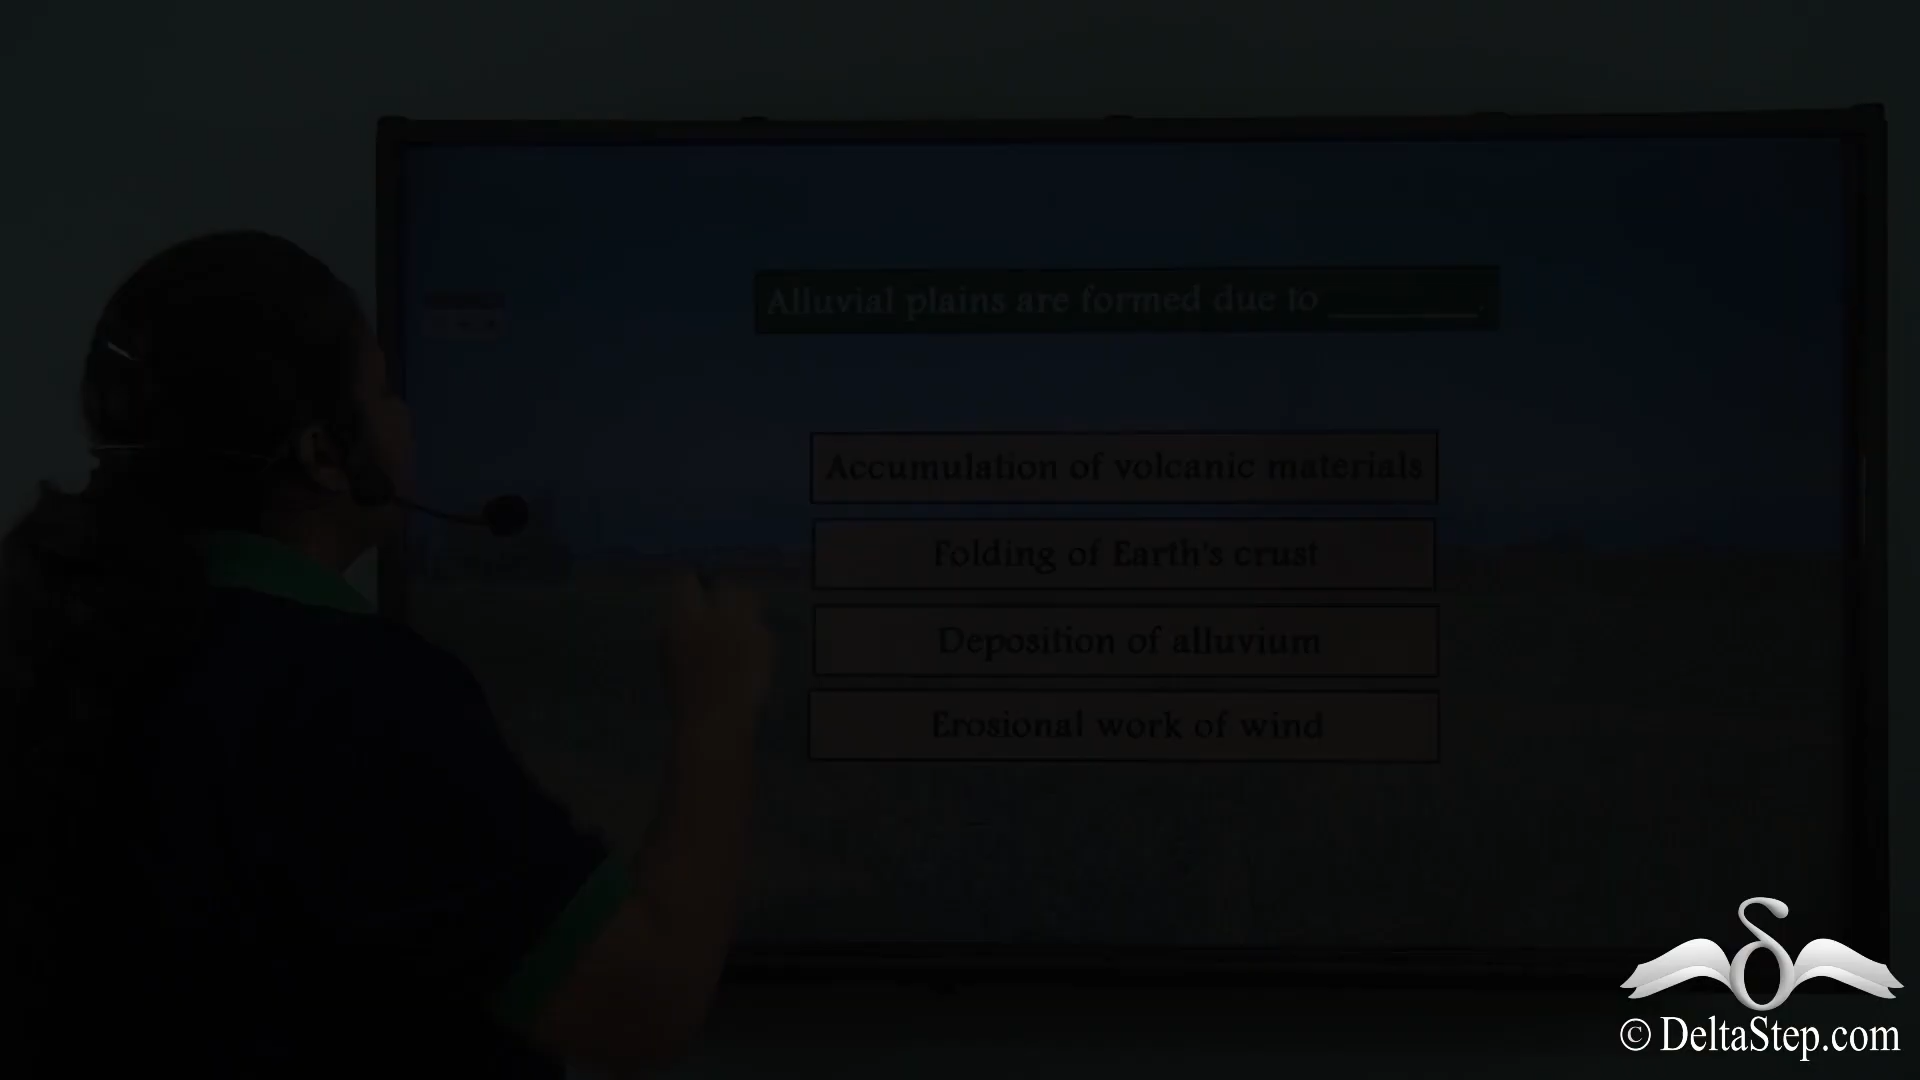 Alluvial plains are formed due to ________.
Accumulation of volcanic materials
Folding of Earth's crust
Deposition of alluvium
Erosional work of wind
© DeltaStep.com